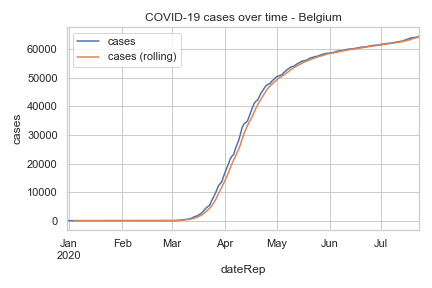 COVID-19 cases over time - Belgium
cases
cases (rolling)
60000
50000
40000
30000
20000
10000
0
cases
Jan Feb Mar Apr May Jun Jul
2020
dateRep